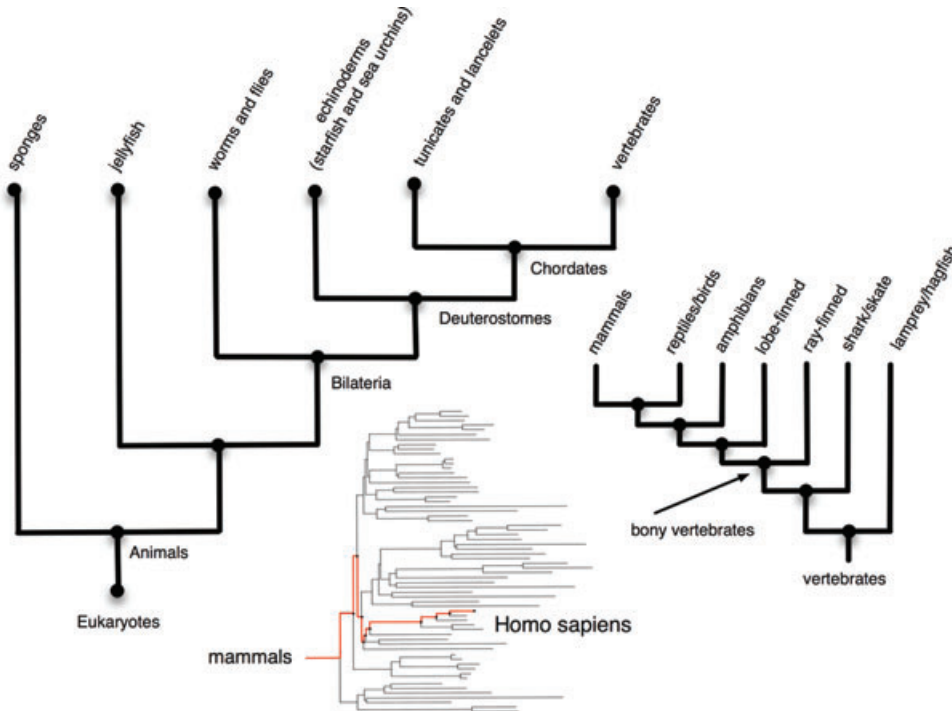 sponges
jellyfish
worms and flies
echinoderms
(starfish and sea urchins)
tunicates and lancelets
vertebrates
Chordates
Deuterostomes
Bilateria
Animals
Eukaryotes
mammals
reptiles/birds
amphibians
lobe-finned
ray-finned
shark/skate
lamprey/hagfish
bony vertebrates
vertebrates
Homo sapiens
mammals